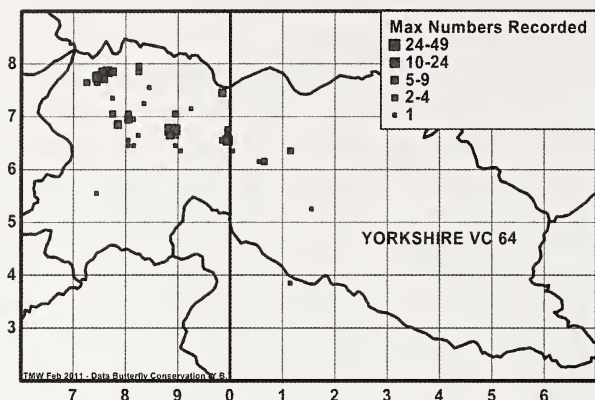 Max Numbers Recorded
24-49
10-24
5-9
2-4
1
8
7
6
5
4
3
YORKSHIRE VC 64
TMW Feb 2011 - Data Butterfly Conservation
7 8 9 0 1 2 3 4 5 6